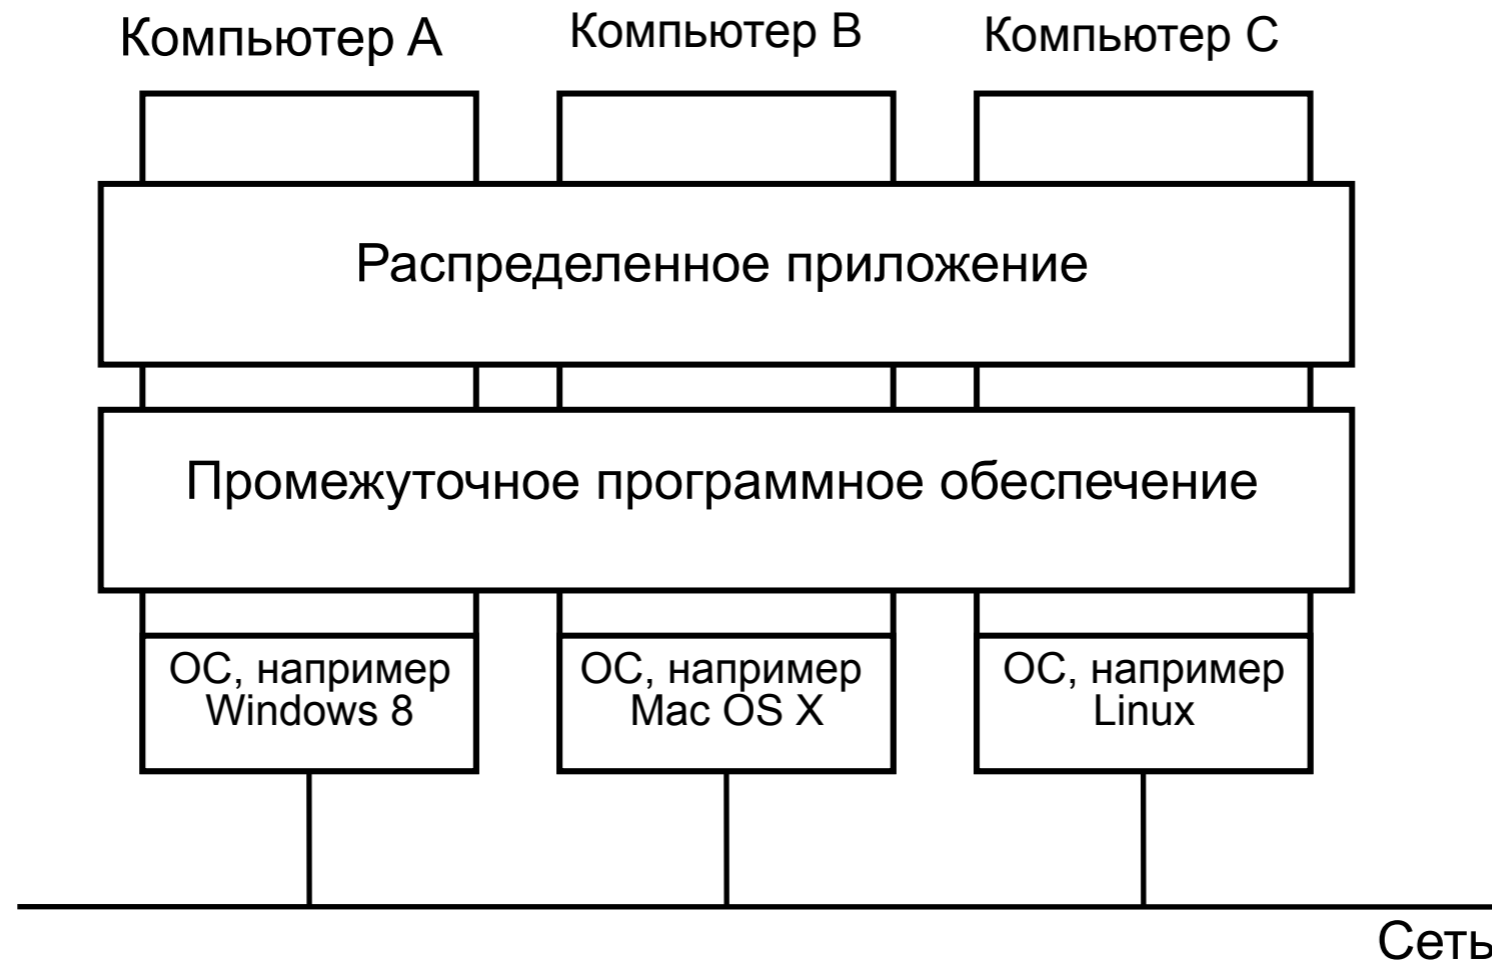 Компьютер A
Компьютер B
Компьютер C
Распределенное приложение
Промежуточное программное обеспечение
ОС, например
Windows 8
ОС, например
Mac OS X
ОС, например
Linux
Сеть